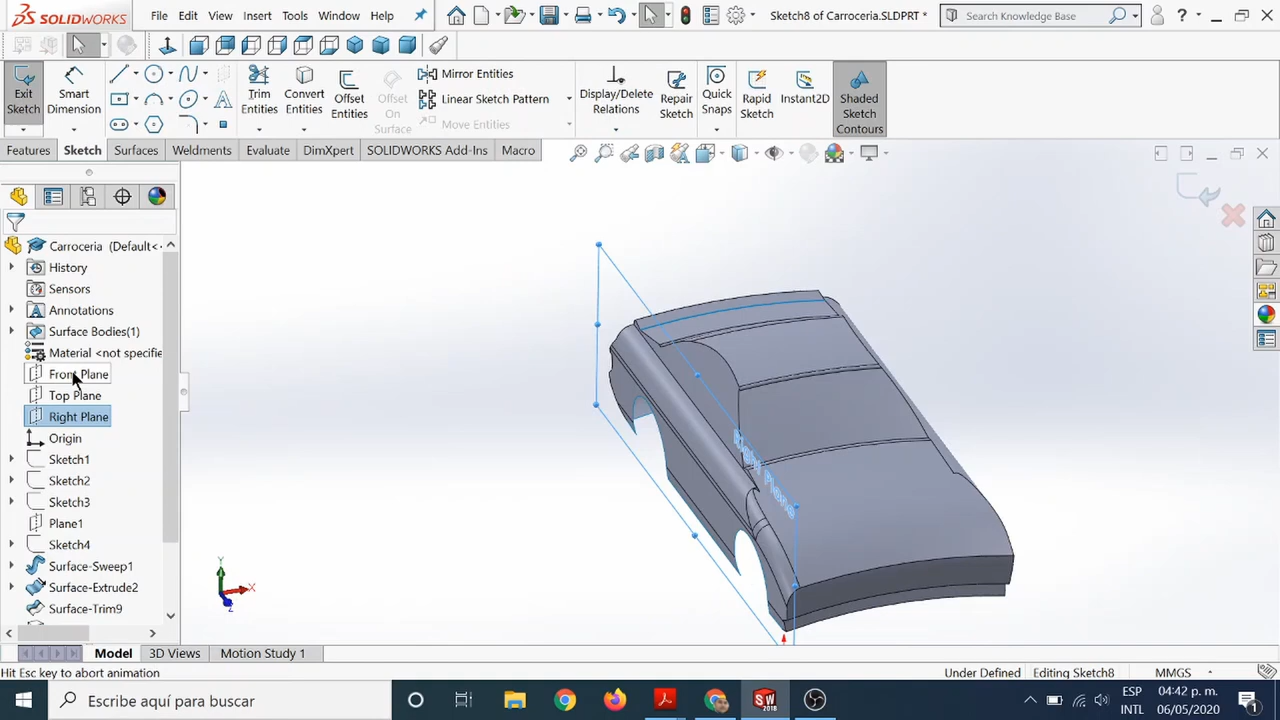 SOLIDWORKS File Edit View Insert Tools Window Help Sketch8 of Carroceria.SLDPRT * Search Knowledge Base ?
Exit Sketch
Smart Dimension
Trim Entities
Convert Entities
Offset Entities
Offset On Surface
Mirror Entities
Linear Sketch Pattern
Move Entities
Display/Delete Relations
Repair Sketch
Quick Snaps
Rapid Sketch
Instant2D
Shaded Sketch Contours
Features Sketch Surfaces Weldments Evaluate DimXpert SOLIDWORKS Add-Ins Macro
Carroceria (Default<
History
Sensors
Annotations
Surface Bodies(1)
Material <not specifie
Front Plane
Top Plane
Right Plane
Origin
Sketch1
Sketch2
Sketch3
Plane1
Sketch4
Surface-Sweep1
Surface-Extrude2
Surface-Trim9
Right Plane
Y
X
Z
Model 3D Views Motion Study 1
Hit Esc key to abort animation Under Defined Editing Sketch8 MMGS
Escribe aquí para buscar
SW
2018
ESP
INTL
04:42 p. m.
06/05/2020
1